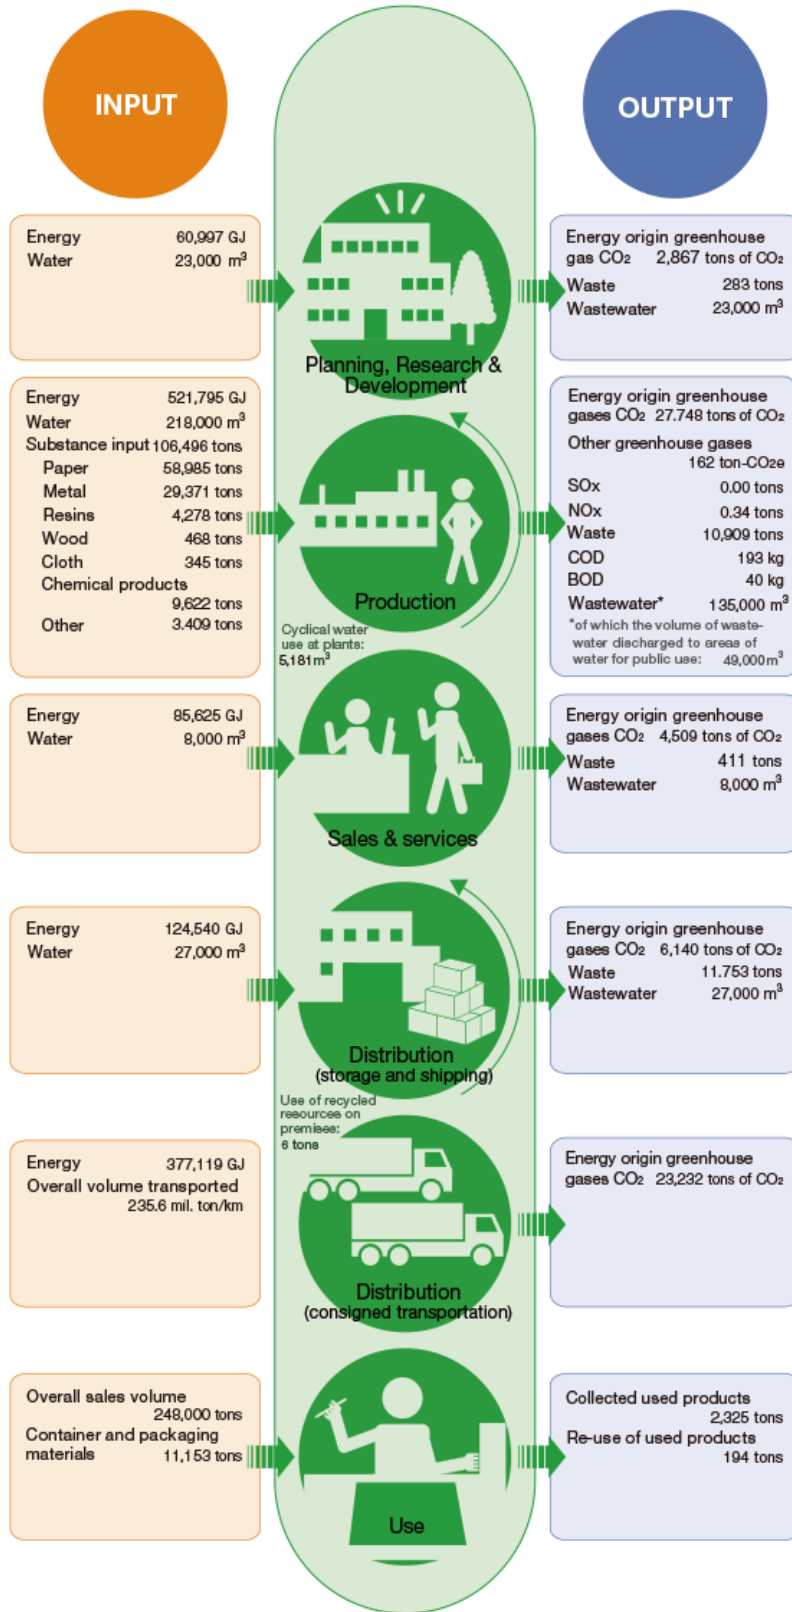 INPUT
OUTPUT
Energy 60,997 GJ
Water 23,000 m³
Planning, Research &
Development
Energy origin greenhouse
gas CO₂ 2,867 tons of CO₂
Waste 283 tons
Wastewater 23,000 m³
Energy 521,795 GJ
Water 218,000 m³
Substance input 106,496 tons
Paper 58,985 tons
Metal 29,371 tons
Resins 4,278 tons
Wood 468 tons
Cloth 345 tons
Chemical products
9,622 tons
Other 3.409 tons
Production
Cyclical water
use at plants:
5,181 m³
Energy origin greenhouse
gases CO₂ 27.748 tons of CO₂
Other greenhouse gases
162 ton-CO₂e
SOx 0.00 tons
NOx 0.34 tons
Waste 10,909 tons
COD 193 kg
BOD 40 kg
Wastewater* 135,000 m³
*of which the volume of waste-
water discharged to areas of
water for public use: 49,000 m³
Energy 85,625 GJ
Water 8,000 m³
Sales & services
Energy origin greenhouse
gases CO₂ 4,509 tons of CO₂
Waste 411 tons
Wastewater 8,000 m³
Energy 124,540 GJ
Water 27,000 m³
Distribution
(storage and shipping)
Use of recycled
resources on
premises:
6 tons
Energy origin greenhouse
gases CO₂ 6,140 tons of CO₂
Waste 11.753 tons
Wastewater 27,000 m³
Energy 377,119 GJ
Overall volume transported
235.6 mil. ton/km
Distribution
(consigned transportation)
Energy origin greenhouse
gases CO₂ 23,232 tons of CO₂
Overall sales volume
248,000 tons
Container and packaging
materials 11,153 tons
Use
Collected used products
2,325 tons
Re-use of used products
194 tons